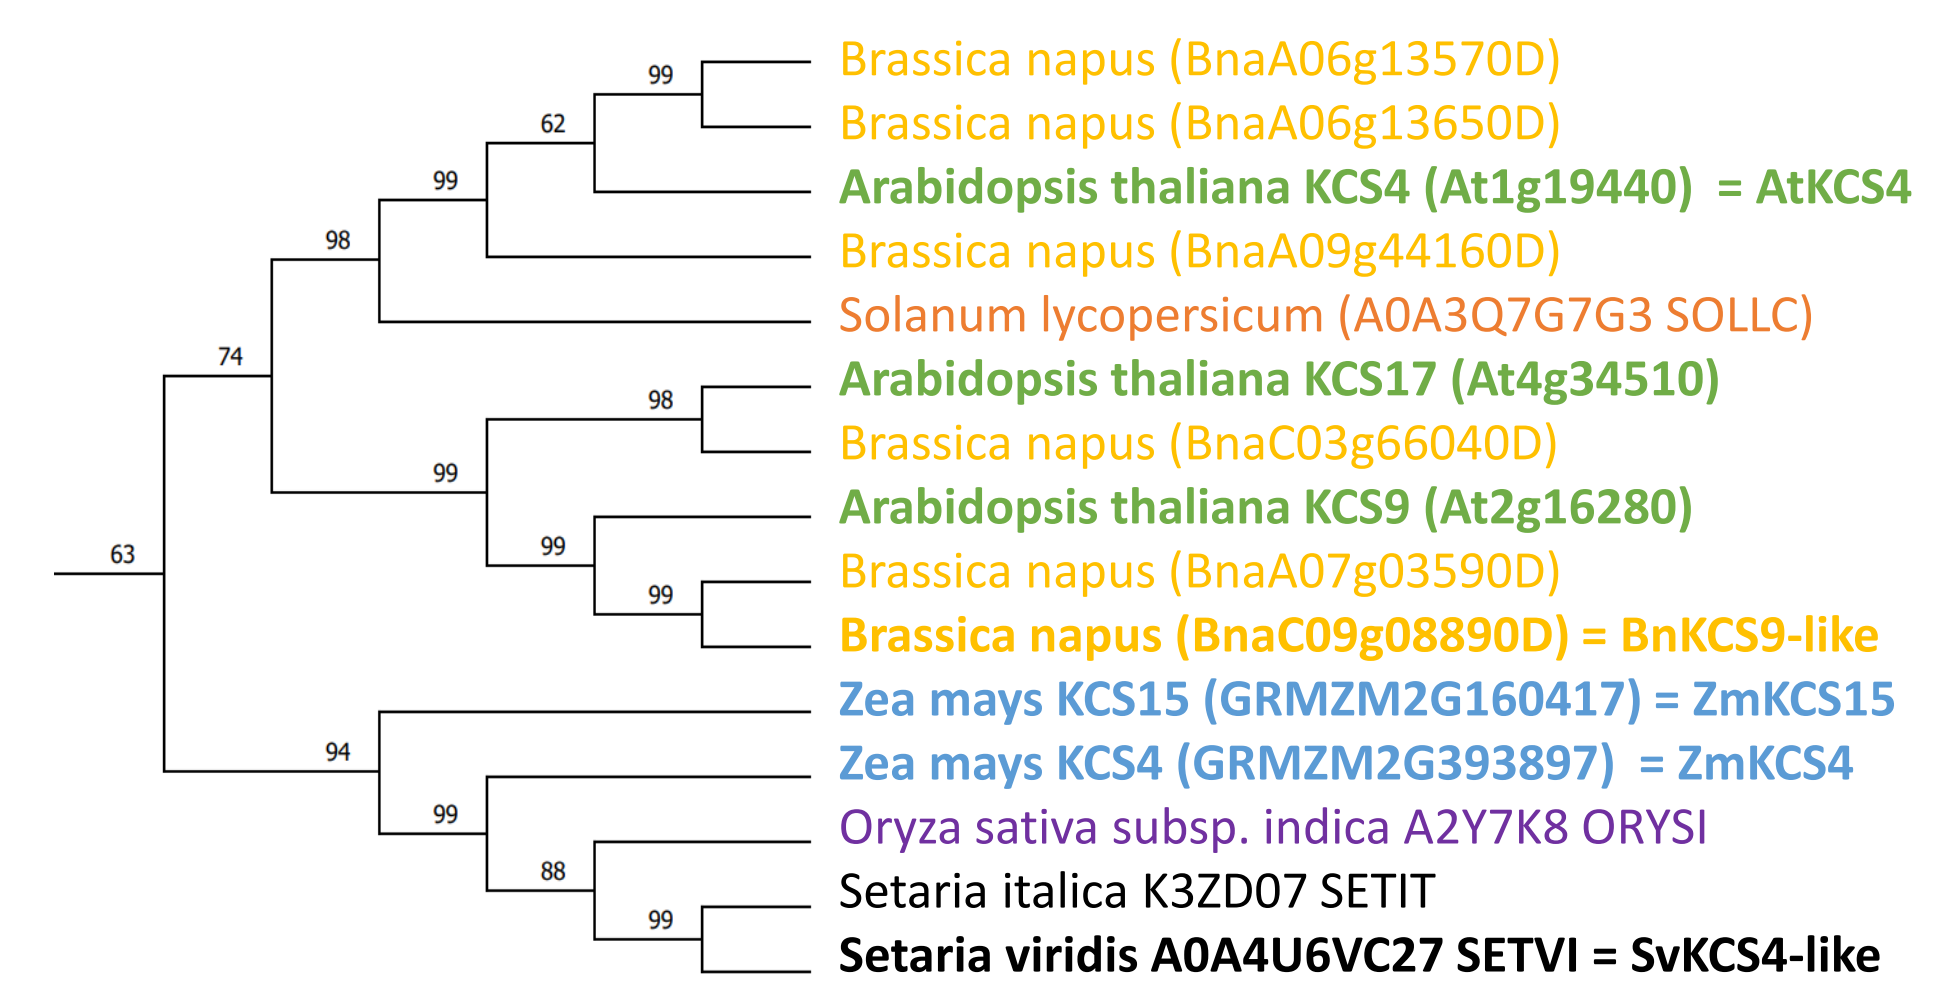 99
Brassica napus (BnaA06g13570D)
62
Brassica napus (BnaA06g13650D)
99
Arabidopsis thaliana KCS4 (At1g19440) = AtKCS4
98
Brassica napus (BnaA09g44160D)
Solanum lycopersicum (A0A3Q7G7G3 SOLLC)
74
Arabidopsis thaliana KCS17 (At4g34510)
98
Brassica napus (BnaC03g66040D)
99
Arabidopsis thaliana KCS9 (At2g16280)
99
63
Brassica napus (BnaA07g03590D)
99
Brassica napus (BnaC09g08890D) = BnKCS9-like
Zea mays KCS15 (GRMZM2G160417) = ZmKCS15
94
Zea mays KCS4 (GRMZM2G393897) = ZmKCS4
99
Oryza sativa subsp. indica A2Y7K8 ORYSI
88
Setaria italica K3ZD07 SETIT
99
Setaria viridis A0A4U6VC27 SETVI = SvKCS4-like